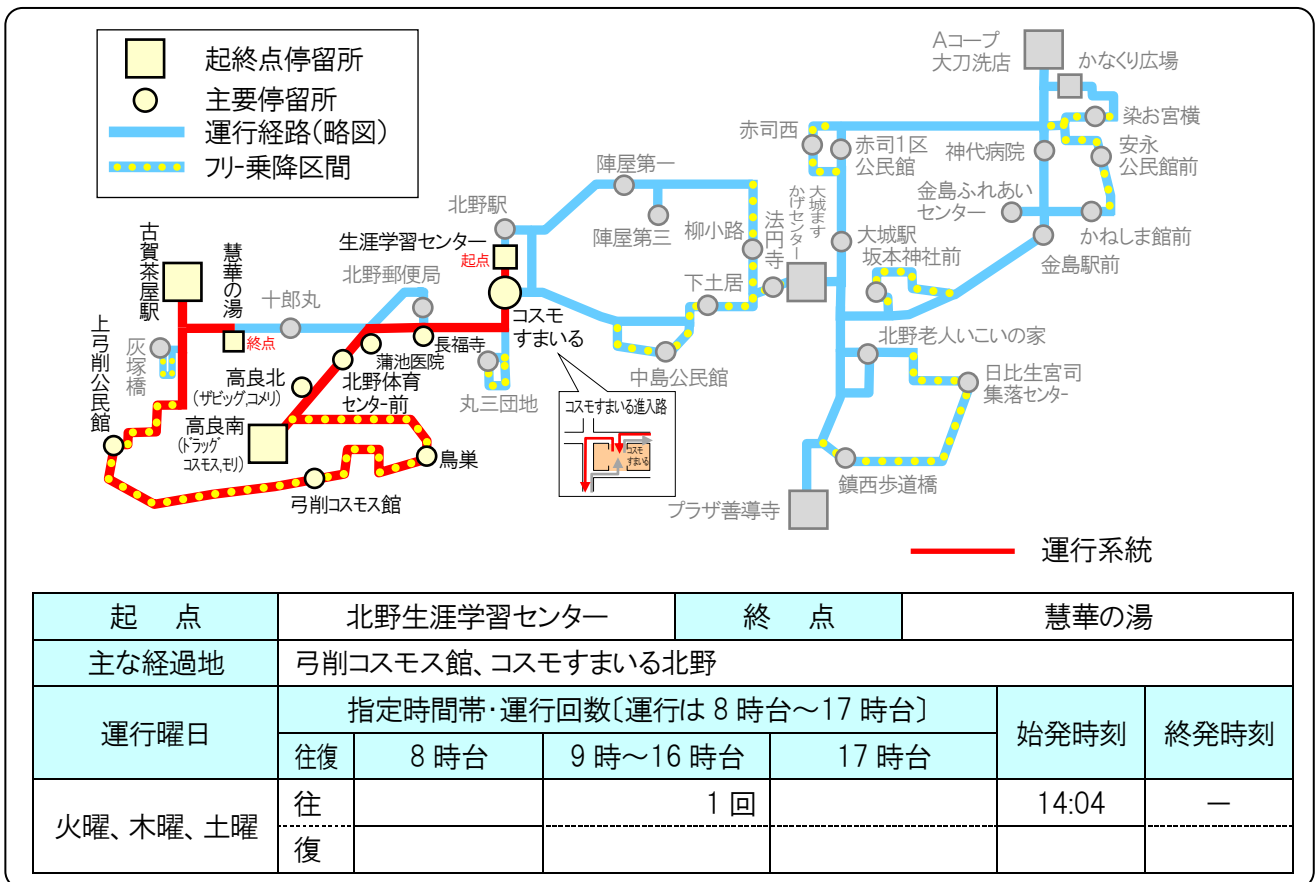 起終点停留所
主要停留所
運行経路(略図)
フリー乗降区間
Aコープ
大刀洗店
かなくり広場
染お宮横
安永
公民館前
神代病院
金島ふれあい
センター
かねしま館前
金島駅前
赤司西
赤司1区
公民館
大城ます
かげセンター
法円寺
大城駅
坂本神社前
陣屋第一
陣屋第三
柳小路
下土居
中島公民館
北野老人いこいの家
日比生宮司
集落センター
鎮西歩道橋
プラザ善導寺
北野駅
生涯学習センター
起点
北野郵便局
コスモ
すまいる
古賀茶屋駅
慧華の湯
終点
十郎丸
長福寺
蒲池医院
北野体育
センター前
丸三団地
灰塚橋
上弓削公民館
高良北
(ザビッグ,コメリ)
高良南
(ドラッグ
コスモス,モリ)
鳥巣
弓削コスモス館
コスモすまいる進入路
コスモ
すまいる
運行系統
起 点 北野生涯学習センター 終 点 慧華の湯
主な経過地 弓削コスモス館、コスモすまいる北野
運行曜日 指定時間帯・運行回数〔運行は 8 時台～17 時台〕 始発時刻 終発時刻
往復 8 時台 9 時～16 時台 17 時台
火曜、木曜、土曜 往 1 回 14:04 ―
復